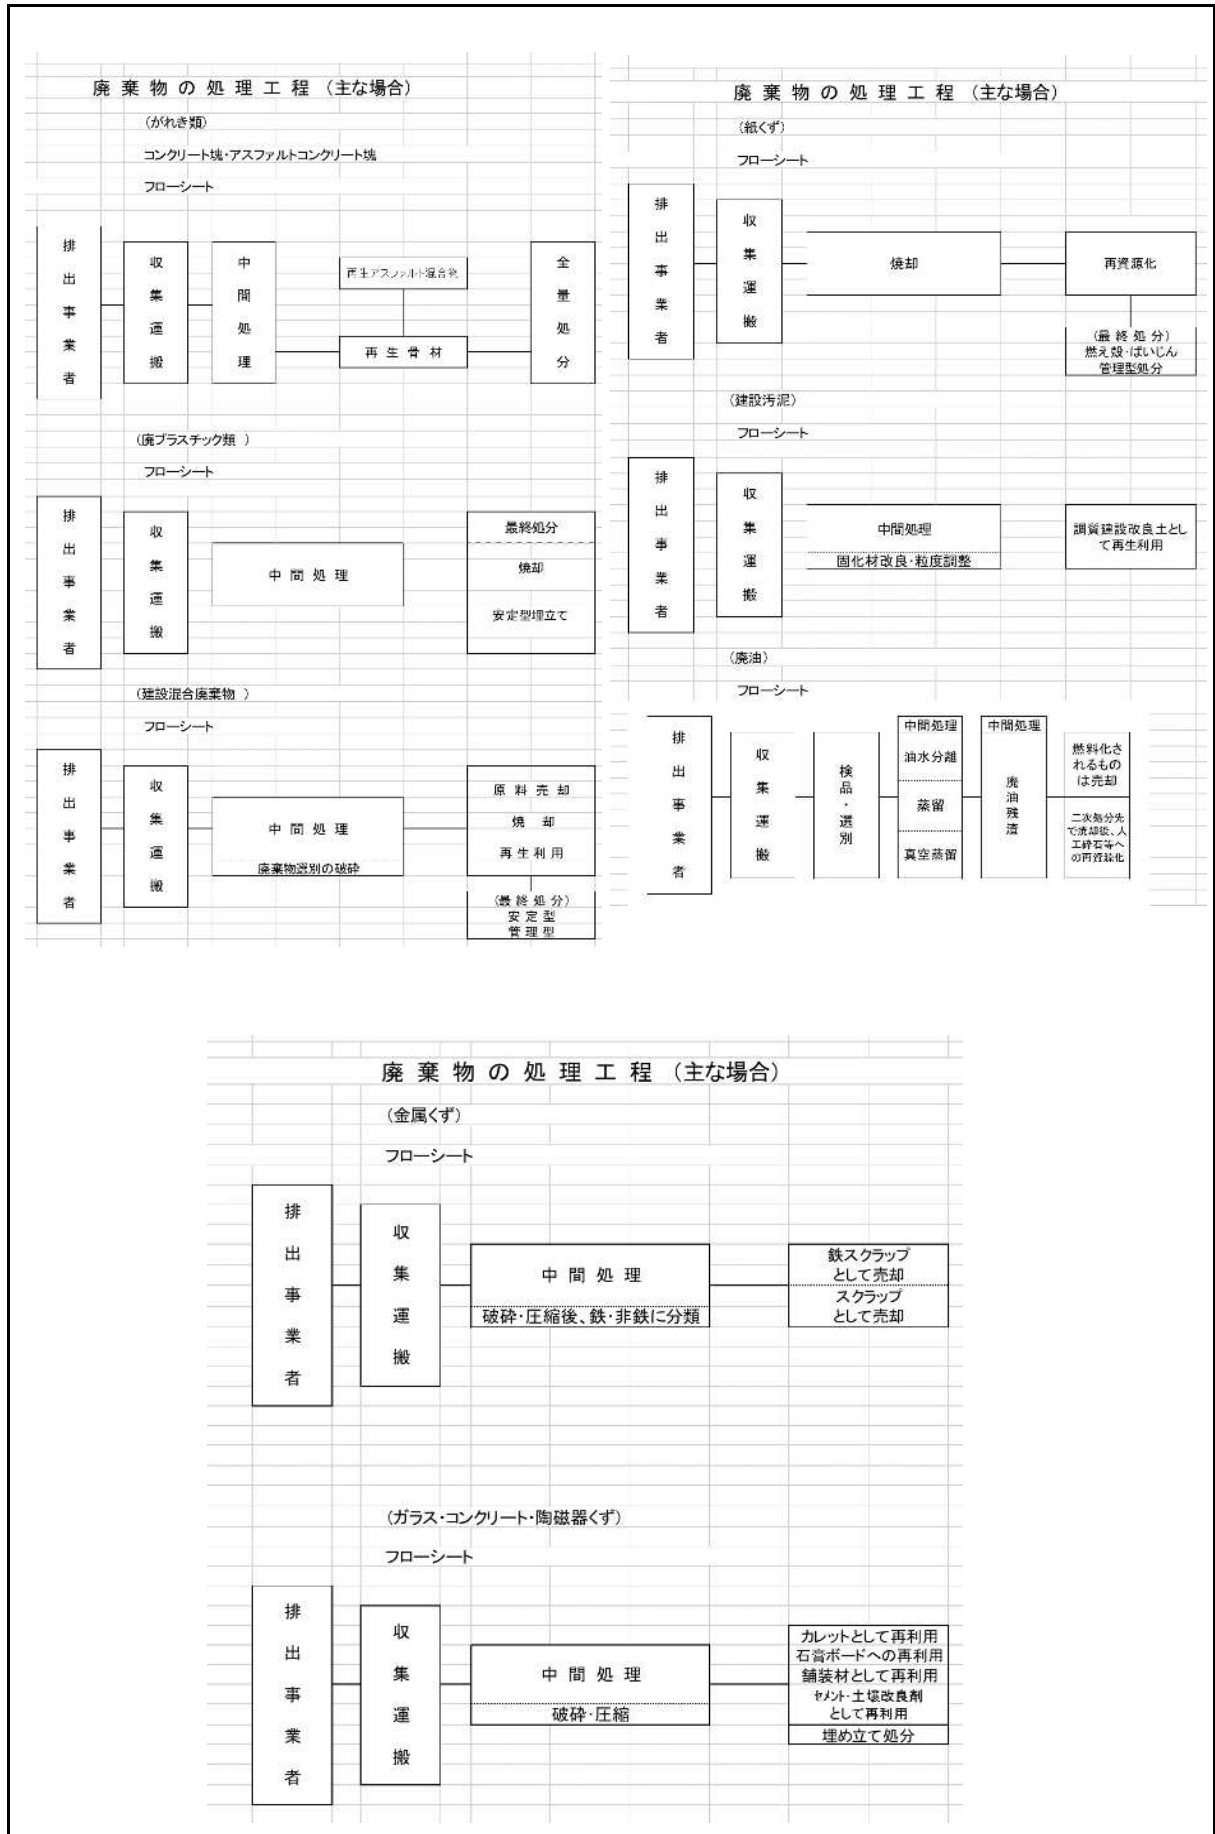 廃棄物の処理工程(主な場合)
(がれき類)
コンクリート塊・アスファルトコンクリート塊
フローシート
排出事業者
収集運搬
中間処理
再生アスファルト混合物
再生骨材
全量処分
(廃プラスチック類 )
フローシート
排出事業者
収集運搬
中間処理
最終処分
焼却
安定型埋立て
(建設混合廃棄物 )
フローシート
排出事業者
収集運搬
中間処理
廃棄物選別の破砕
原料売却
焼却
再生利用
(最終処分)
安定型
管理型
廃棄物の処理工程(主な場合)
(紙くず)
フローシート
排出事業者
収集運搬
焼却
再資源化
(最終処分)
燃え殻・ばいじん
管理型処分
(建設汚泥)
フローシート
排出事業者
収集運搬
中間処理
固化材改良・粒度調整
調質建設改良土とし
て再生利用
(廃油)
フローシート
排出事業者
収集運搬
検品・選別
中間処理
油水分離
蒸留
真空蒸留
中間処理
廃油残渣
燃料化さ
れるもの
は売却
二次処分先
で焼却後、人
工砕石等へ
の再資源化
廃棄物の処理工程(主な場合)
(金属くず)
フローシート
排出事業者
収集運搬
中間処理
破砕・圧縮後、鉄・非鉄に分類
鉄スクラップ
として売却
スクラップ
として売却
(ガラス・コンクリート・陶磁器くず)
フローシート
排出事業者
収集運搬
中間処理
破砕・圧縮
カレットとして再利用
石膏ボードへの再利用
舗装材として再利用
セメント・土壌改良剤
として再利用
埋め立て処分